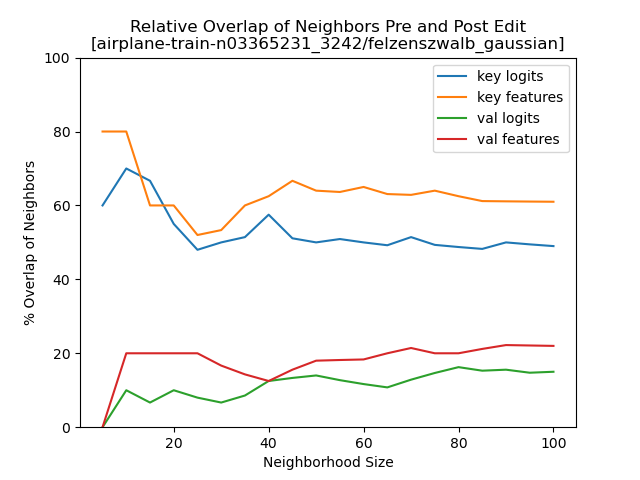 Relative Overlap of Neighbors Pre and Post Edit
[airplane-train-n03365231_3242/felzenszwalb_gaussian]
key logits
key features
val logits
val features
% Overlap of Neighbors
100
80
60
40
20
0
20 40 60 80 100
Neighborhood Size